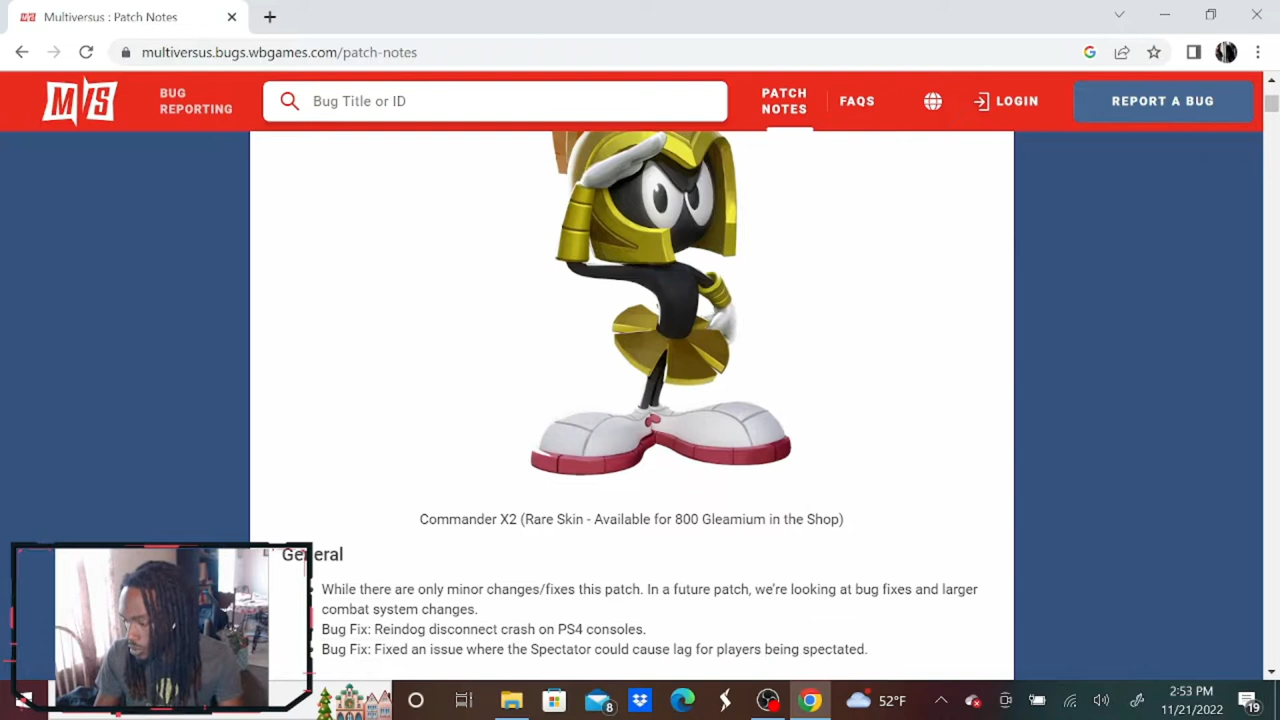 Multiversus : Patch Notes
multiversus.bugs.wbgames.com/patch-notes
M/S
BUG
REPORTING
Bug Title or ID
PATCH
NOTES
FAQS
LOGIN
REPORT A BUG
Commander X2 (Rare Skin - Available for 800 Gleamium in the Shop)
General
While there are only minor changes/fixes this patch. In a future patch, we're looking at bug fixes and larger
combat system changes.
Bug Fix: Reindog disconnect crash on PS4 consoles.
Bug Fix: Fixed an issue where the Spectator could cause lag for players being spectated.
8
52°F
2:53 PM
11/21/2022
19